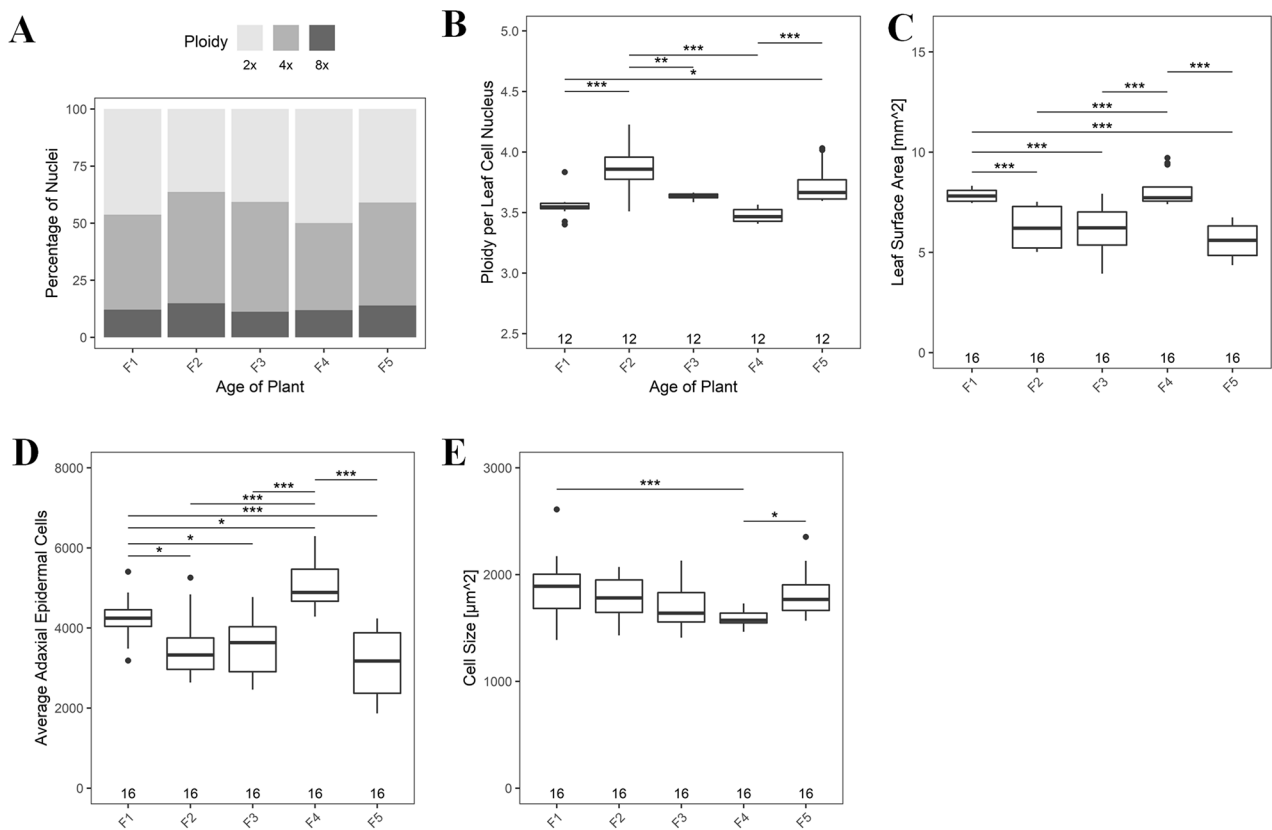 A
Ploidy
2x 4x 8x
Percentage of Nuclei
100
75
50
25
0
F1 F2 F3 F4 F5
Age of Plant
B
Ploidy per Leaf Cell Nucleus
5.0
4.5
4.0
3.5
3.0
2.5
***
***
**
*
***
12 12 12 12 12
F1 F2 F3 F4 F5
Age of Plant
C
Leaf Surface Area [mm^2]
15
10
5
0
***
***
***
***
***
***
16 16 16 16 16
F1 F2 F3 F4 F5
D
Average Adaxial Epidermal Cells
8000
6000
4000
2000
0
***
***
***
***
*
*
*
16 16 16 16 16
F1 F2 F3 F4 F5
E
Cell Size [µm^2]
3000
2000
1000
0
***
*
16 16 16 16 16
F1 F2 F3 F4 F5